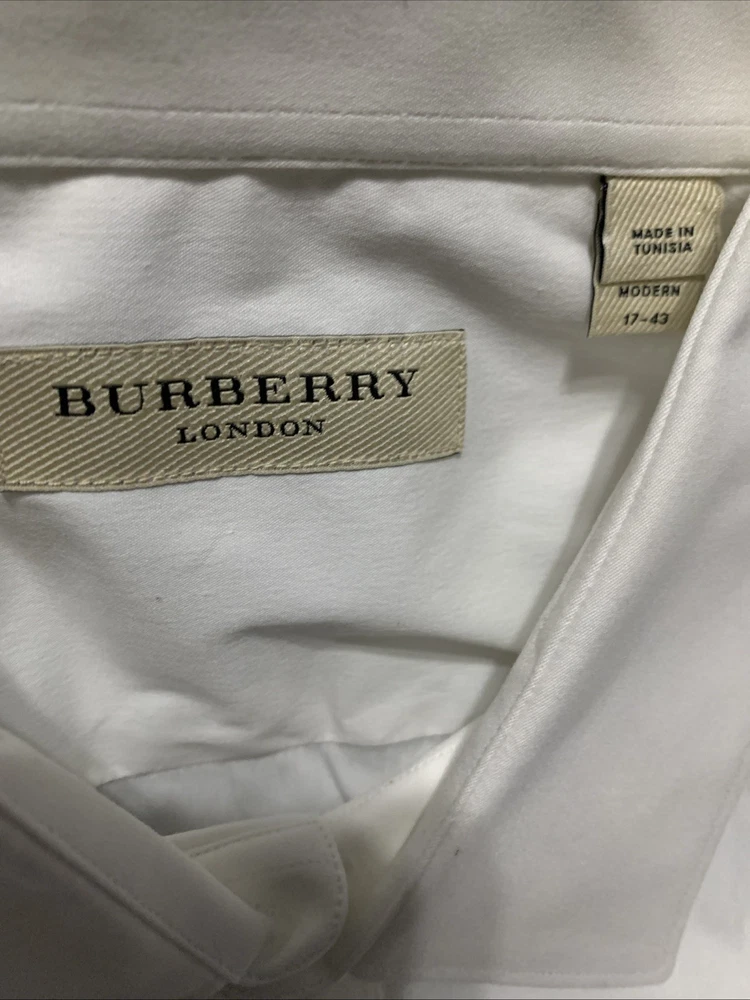 BURBERRY
LONDON
MADE IN
TUNISIA
MODERN
17-43